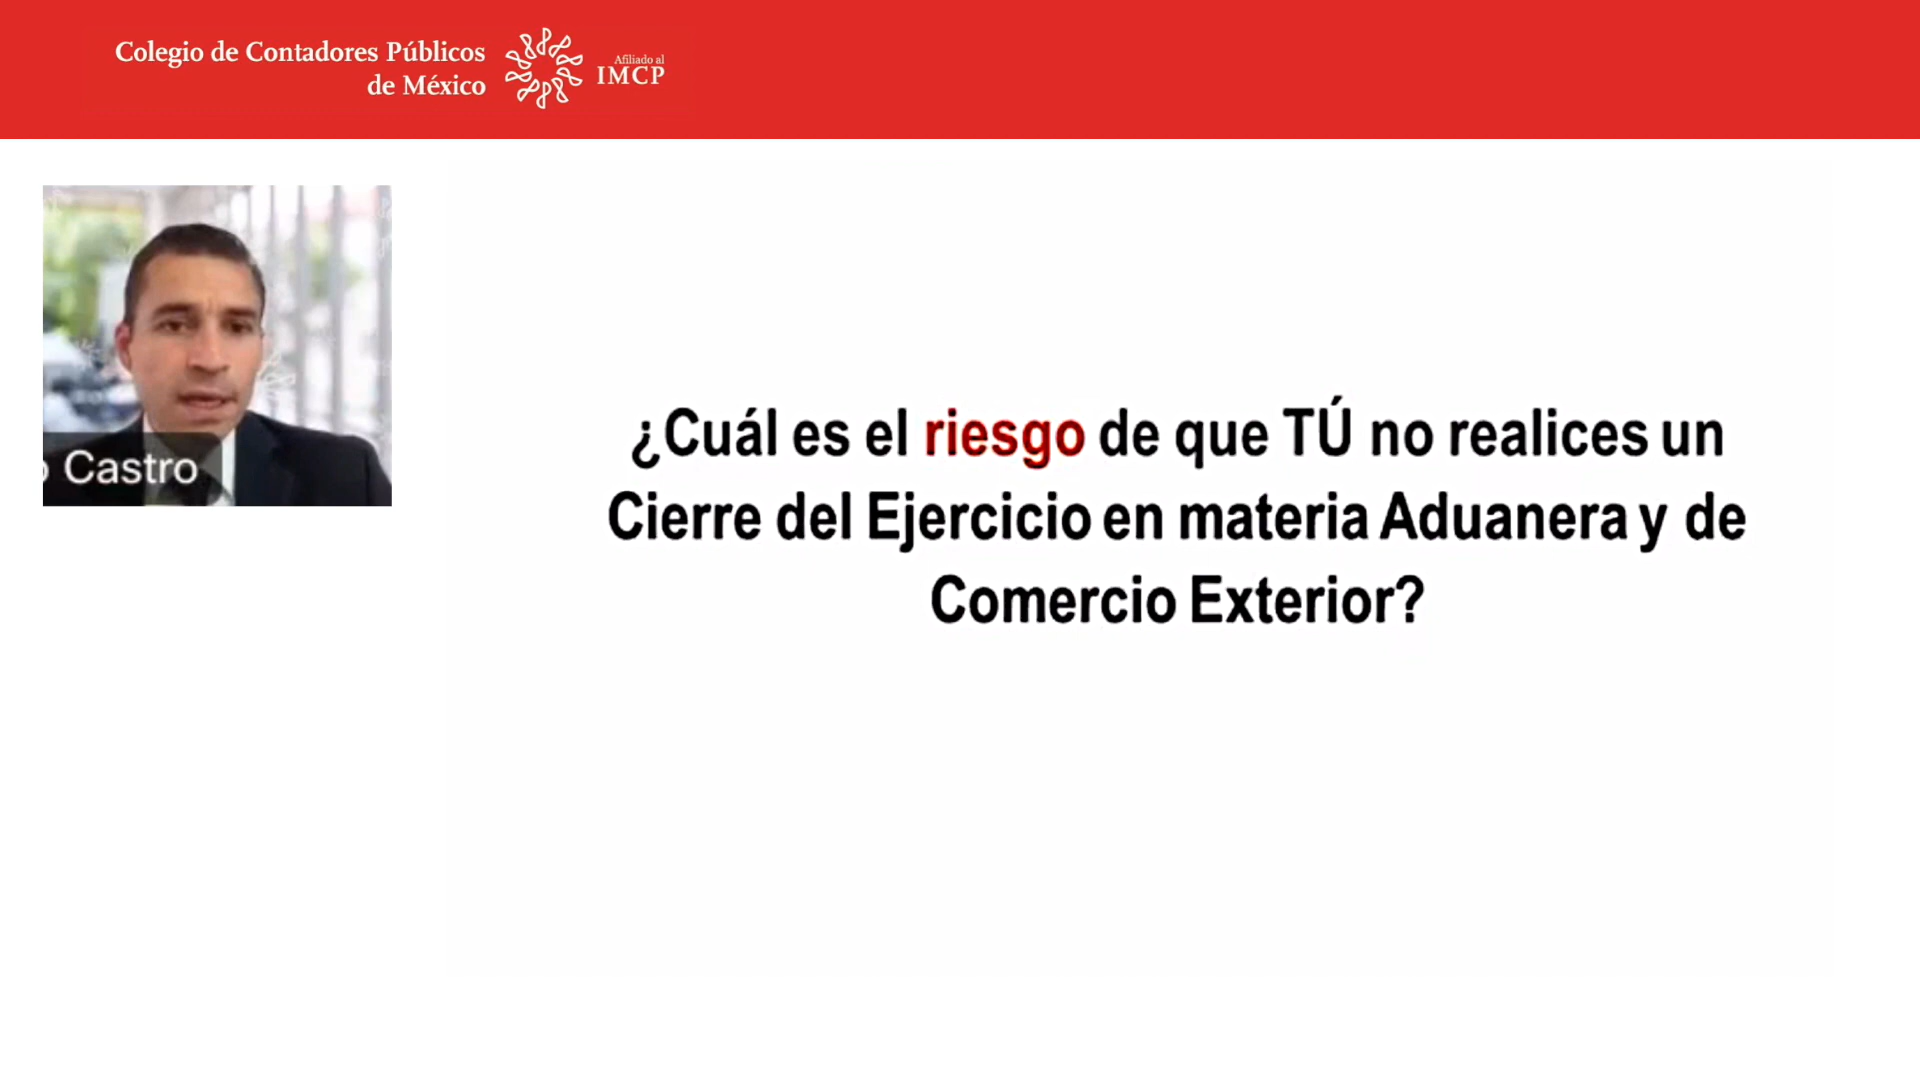 Colegio de Contadores Públicos
de México
Afiliado al
IMCP
Castro
¿Cuál es el riesgo de que TÚ no realices un
Cierre del Ejercicio en materia Aduanera y de
Comercio Exterior?